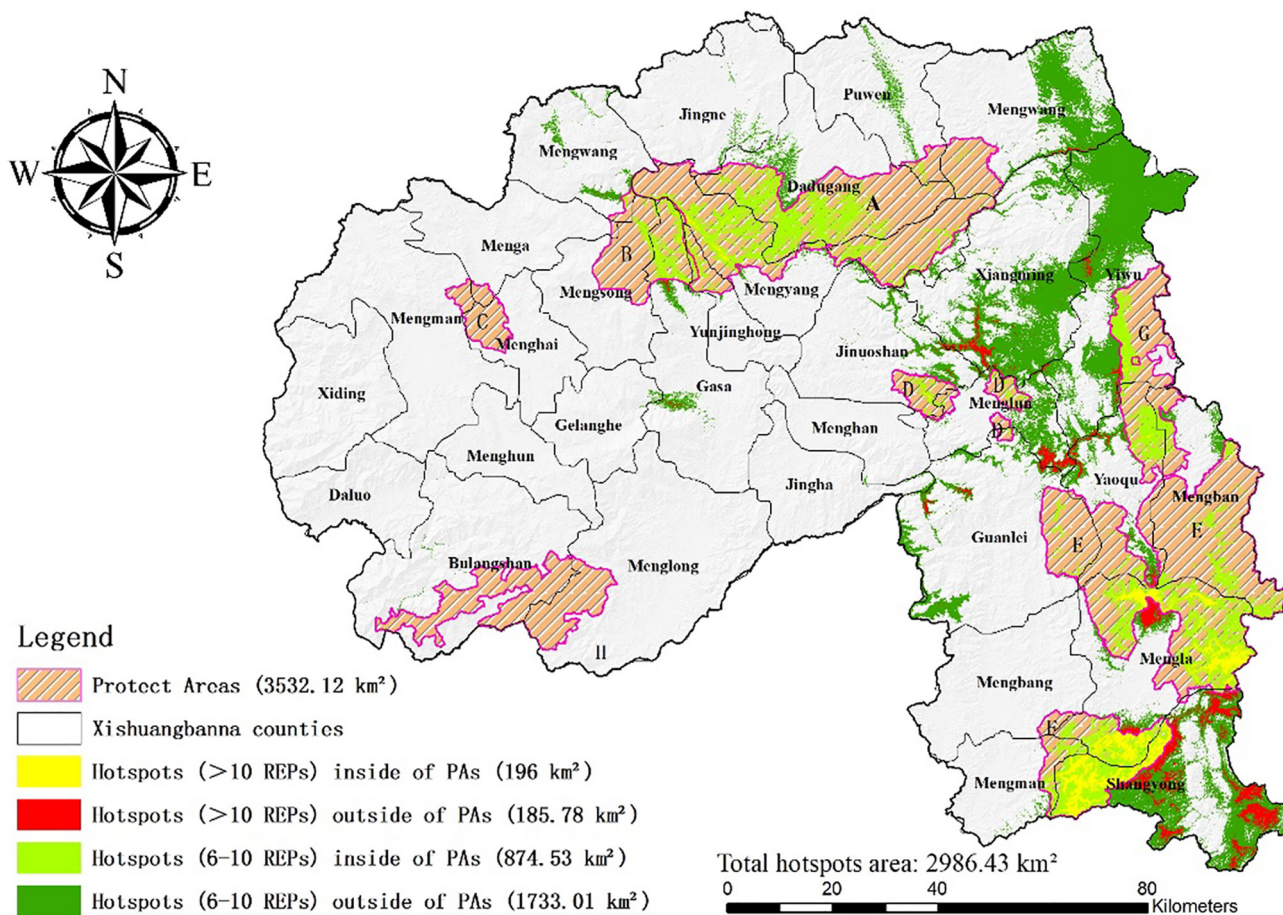 N
W E
S
Puwen
Jingne
Mengwang
Mengwang
Dadugang
A
Menga
B
Xiangming
Yiwu
Mengsong
Mengyang
Mengman
C
Yunjinghong
G
Menghai
Jinuoshan
Xiding
Gasa
D
D
Menglun
Gelanghe
Menghan
D
Menghun
Yaoqu
Daluo
Jingha
Mengban
Guanlei
E
E
Bulangshan
Menglong
H
Mengla
Mengbang
F
Mengman
Shangyong
Legend
Protect Areas (3532.12 km²)
Xishuangbanna counties
Hotspots (>10 REPs) inside of PAs (196 km²)
Hotspots (>10 REPs) outside of PAs (185.78 km²)
Hotspots (6-10 REPs) inside of PAs (874.53 km²)
Hotspots (6-10 REPs) outside of PAs (1733.01 km²)
Total hotspots area: 2986.43 km²
0 20 40 80
Kilometers